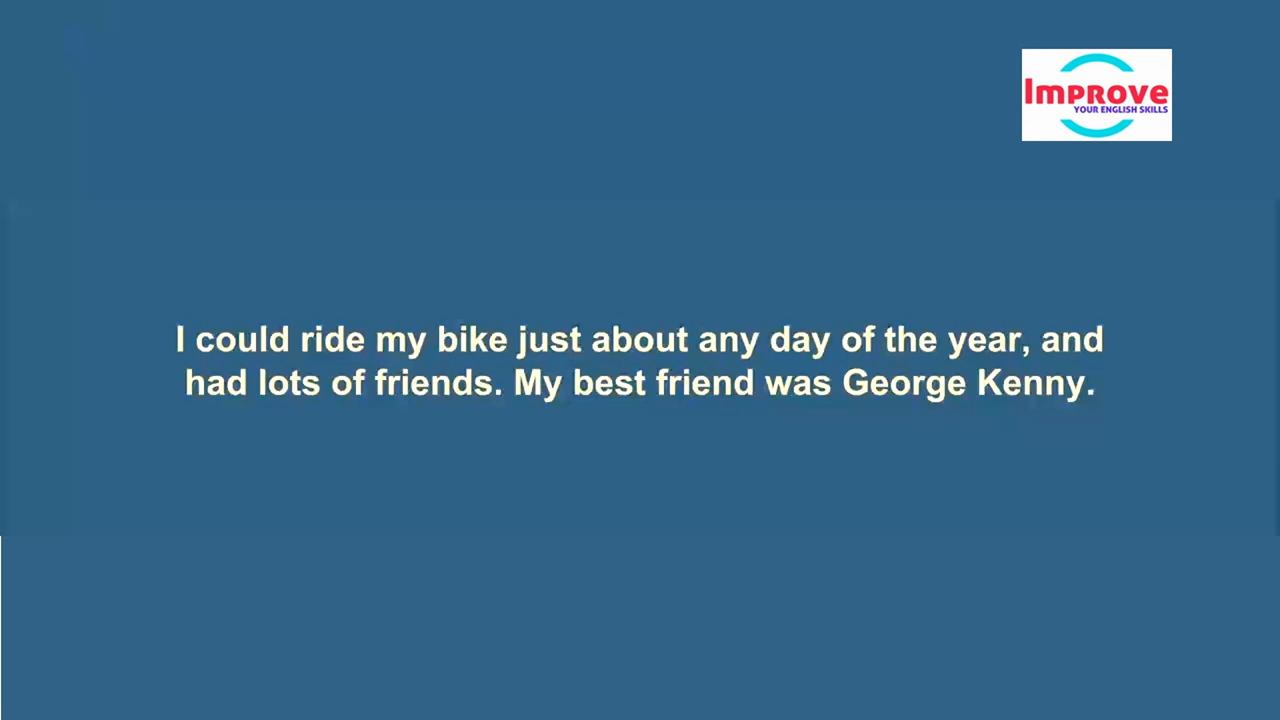 Improve
YOUR ENGLISH SKILLS
I could ride my bike just about any day of the year, and
had lots of friends. My best friend was George Kenny.